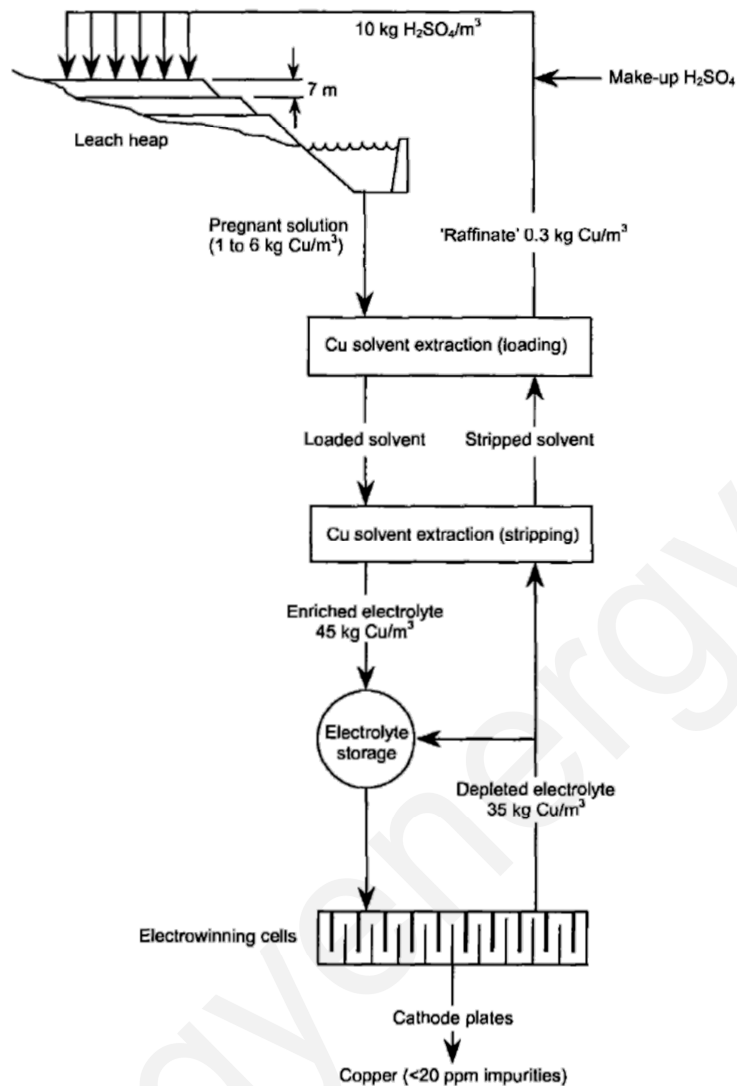 10 kg H₂SO₄/m³
Make-up H₂SO₄
7 m
Leach heap
Pregnant solution
(1 to 6 kg Cu/m³)
'Raffinate' 0.3 kg Cu/m³
Cu solvent extraction (loading)
Loaded solvent
Stripped solvent
Cu solvent extraction (stripping)
Enriched electrolyte
45 kg Cu/m³
Electrolyte
storage
Depleted electrolyte
35 kg Cu/m³
Electrowinning cells
Cathode plates
Copper (<20 ppm impurities)